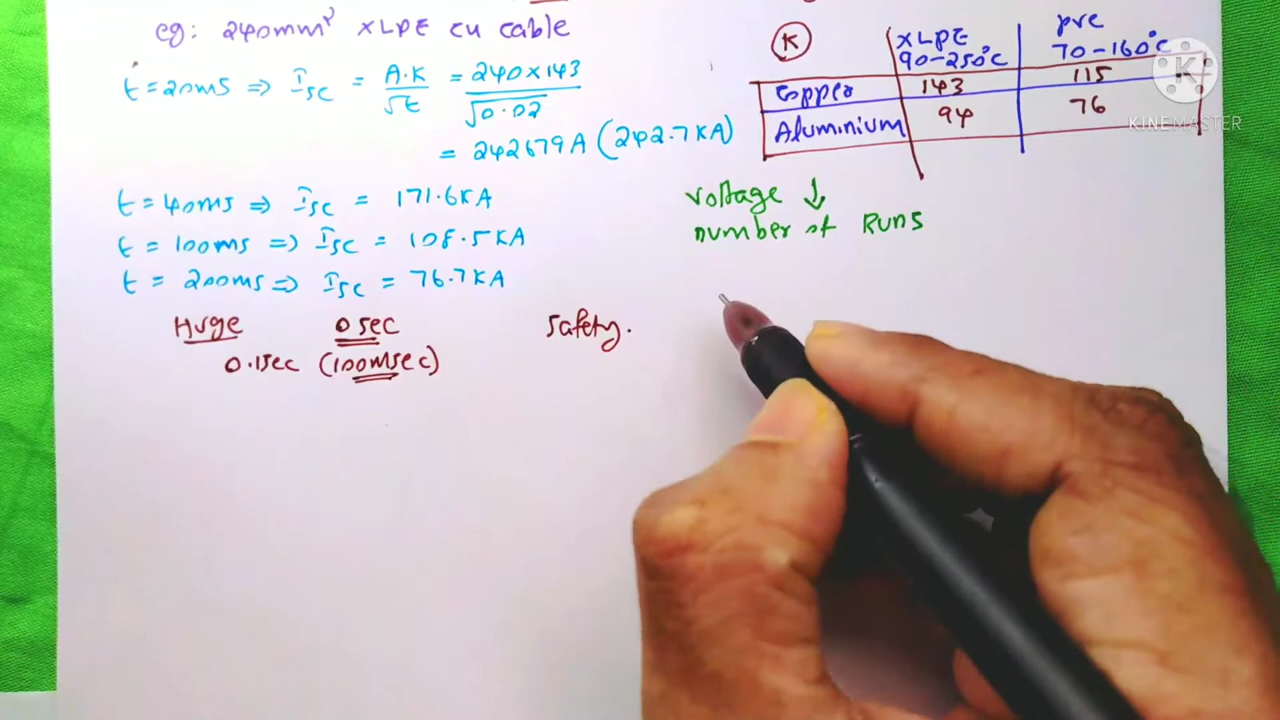 eg: 240mm² XLPE cu cable
t = 20ms ⇒ Isc = A.K / √t = 240 × 143 / √0.02
= 242679A (242.7KA)
t = 40ms ⇒ Isc = 171.6KA
t = 100ms ⇒ Isc = 108.5KA
t = 200ms ⇒ Isc = 76.7KA
Huge 0sec Safety.
0.1sec (100msec)
K XLPE PVC
90-250°C 70-160°C
Copper 143 115
Aluminium 94 76
voltage ↓
number of Runs
K
KINEMASTER